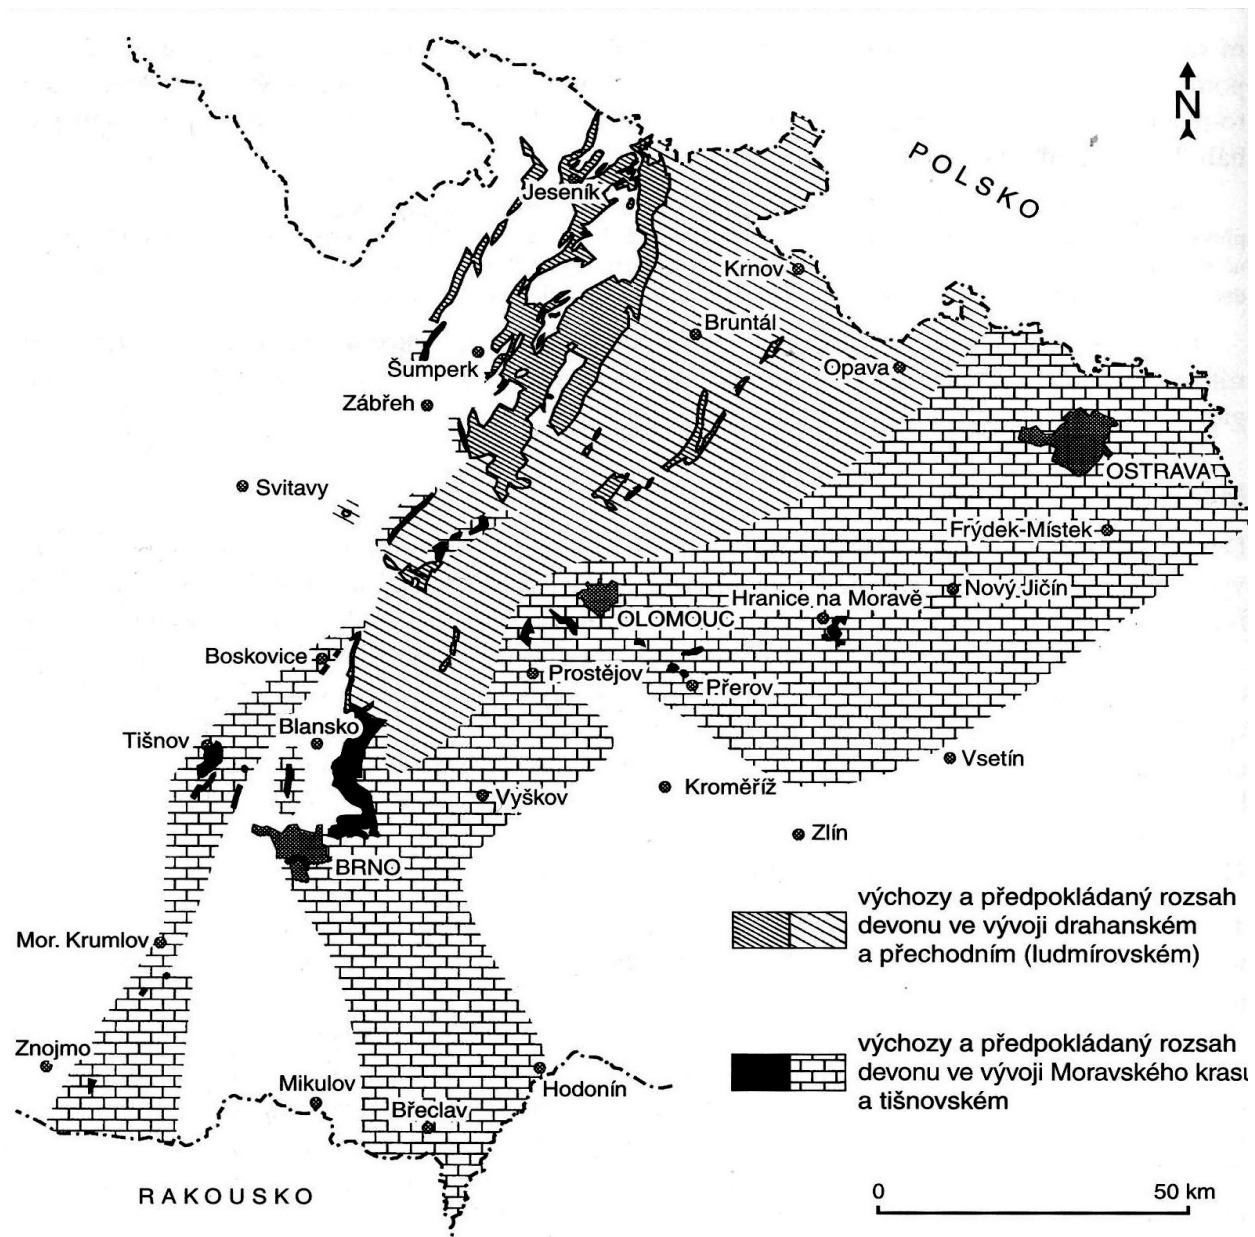 N
POLSKO
Jeseník
Krnov
Bruntál
Šumperk
Opava
Zábřeh
OSTRAVA
Svitavy
Frýdek-Místek
Nový Jičín
Hranice na Moravě
OLOMOUC
Boskovice
Prostějov
Přerov
Blansko
Tišnov
Vsetín
Kroměříž
Vyškov
Zlín
BRNO
výchozy a předpokládaný rozsah
devonu ve vývoji drahanském
a přechodním (ludmírovském)
Mor. Krumlov
výchozy a předpokládaný rozsah
devonu ve vývoji Moravského krasu
a tišnovském
Znojmo
Mikulov
Hodonín
Břeclav
RAKOUSKO
0 50 km